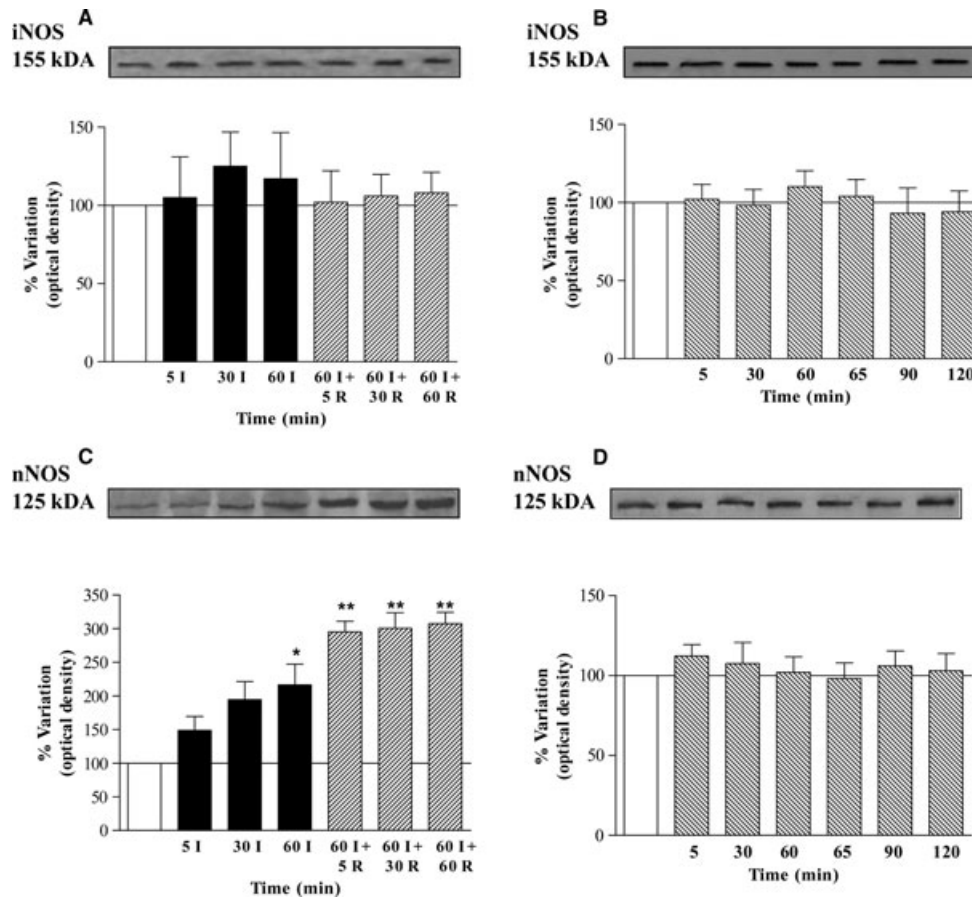 A
iNOS
155 kDA
150
100
50
0
% Variation
(optical density)
5 I 30 I 60 I 60 I + 60 I + 60 I +
5 R 30 R 60 R
Time (min)
B
iNOS
155 kDA
150
100
50
0
% Variation
(optical density)
5 30 60 65 90 120
Time (min)
C
nNOS
125 kDA
350
300
250
200
150
100
50
0
% Variation
(optical density)
* ** ** **
5 I 30 I 60 I 60 I + 60 I + 60 I +
5 R 30 R 60 R
Time (min)
D
nNOS
125 kDA
150
100
50
0
% Variation
(optical density)
5 30 60 65 90 120
Time (min)